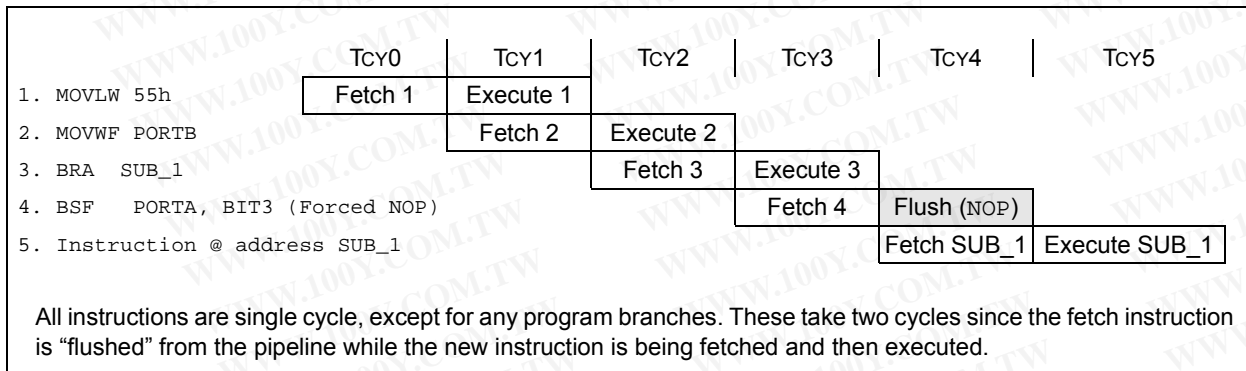 TCY0 TCY1 TCY2 TCY3 TCY4 TCY5
1. MOVLW 55h Fetch 1 Execute 1
2. MOVWF PORTB Fetch 2 Execute 2
3. BRA SUB_1 Fetch 3 Execute 3
4. BSF PORTA, BIT3 (Forced NOP) Fetch 4 Flush (NOP)
5. Instruction @ address SUB_1 Fetch SUB_1 Execute SUB_1
All instructions are single cycle, except for any program branches. These take two cycles since the fetch instruction
is “flushed” from the pipeline while the new instruction is being fetched and then executed.
WWW.100Y.COM.TW